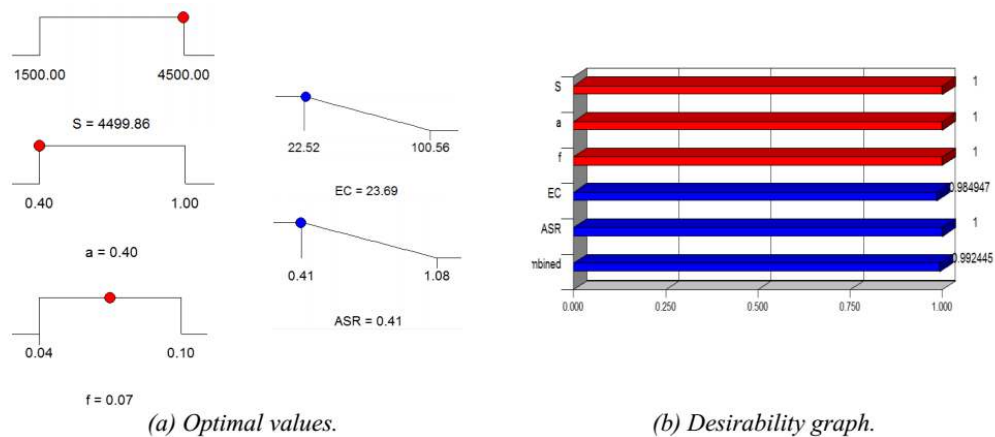 1500.00 4500.00
S = 4499.86
0.40 1.00
a = 0.40
0.04 0.10
f = 0.07
22.52 100.56
EC = 23.69
0.41 1.08
ASR = 0.41
(a) Optimal values.
S 1
a 1
f 1
EC 0.984947
ASR 1
mbined 0.992445
0.000 0.250 0.500 0.750 1.000
(b) Desirability graph.